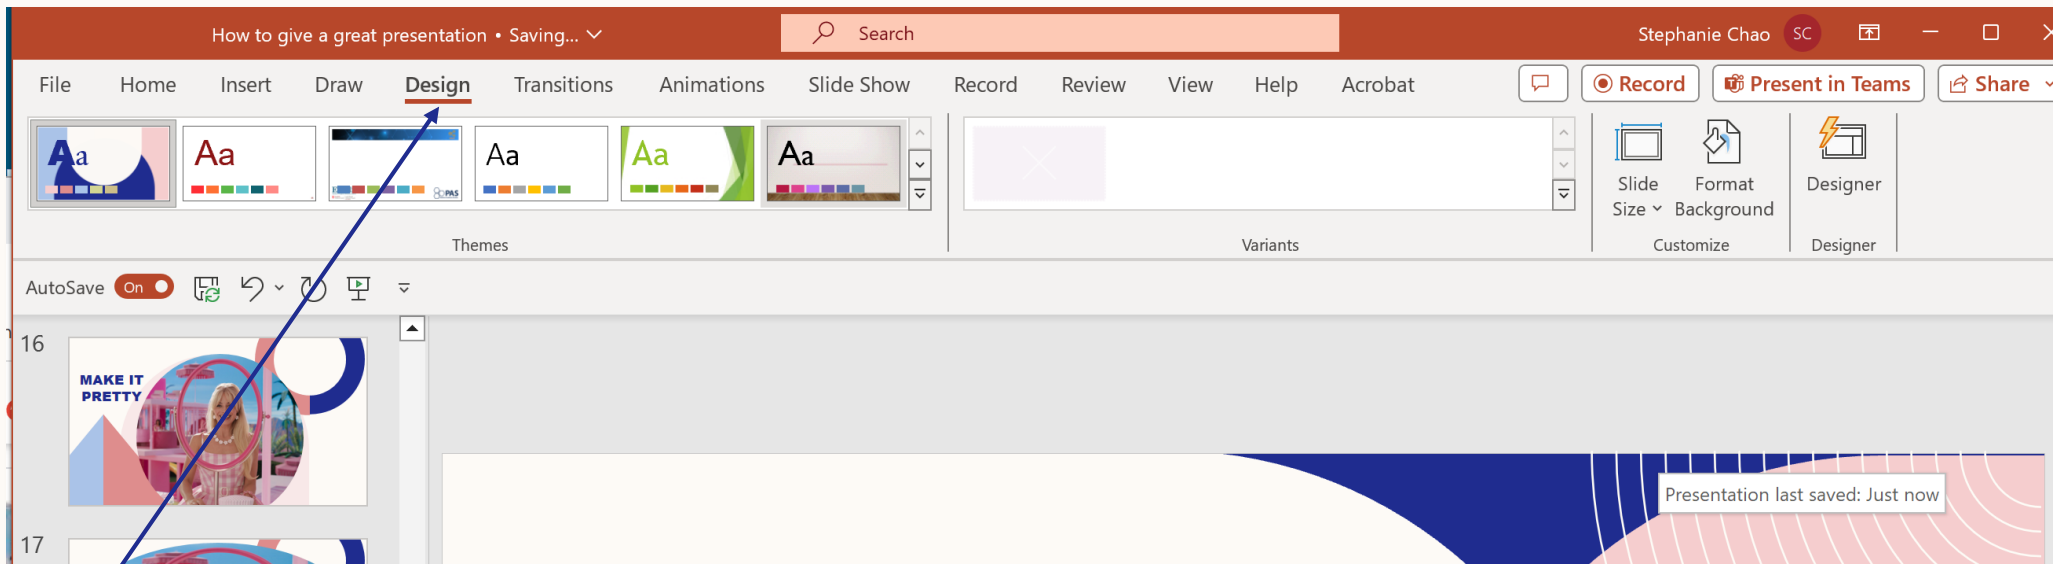 How to give a great presentation • Saving...
Search
Stephanie Chao SC
File Home Insert Draw Design Transitions Animations Slide Show Record Review View Help Acrobat
Record Present in Teams Share
Aa Aa Aa Aa Aa
PAS
Slide Size
Format Background
Designer
Themes Variants Customize Designer
AutoSave On
16
MAKE IT
PRETTY
Presentation last saved: Just now
17